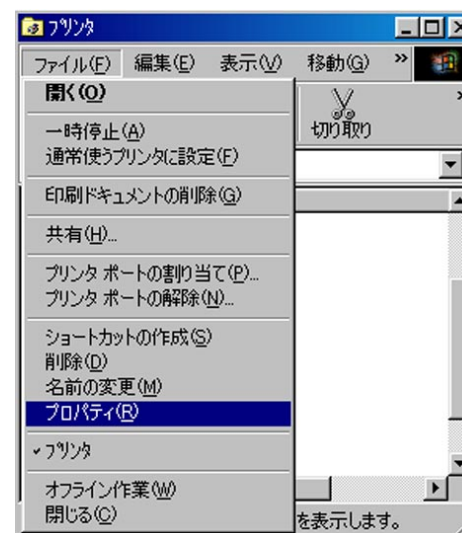 プリンタ
ファイル(F) 編集(E) 表示(V) 移動(G) »
開く(O)
一時停止(A)
通常使うプリンタに設定(F)
印刷ドキュメントの削除(G)
共有(H)...
プリンタ ポートの割り当て(P)...
プリンタ ポートの解除(N)...
ショートカットの作成(S)
削除(D)
名前の変更(M)
プロパティ(R)
プリンタ
オフライン作業(W)
閉じる(C)
切り取り
を表示します。